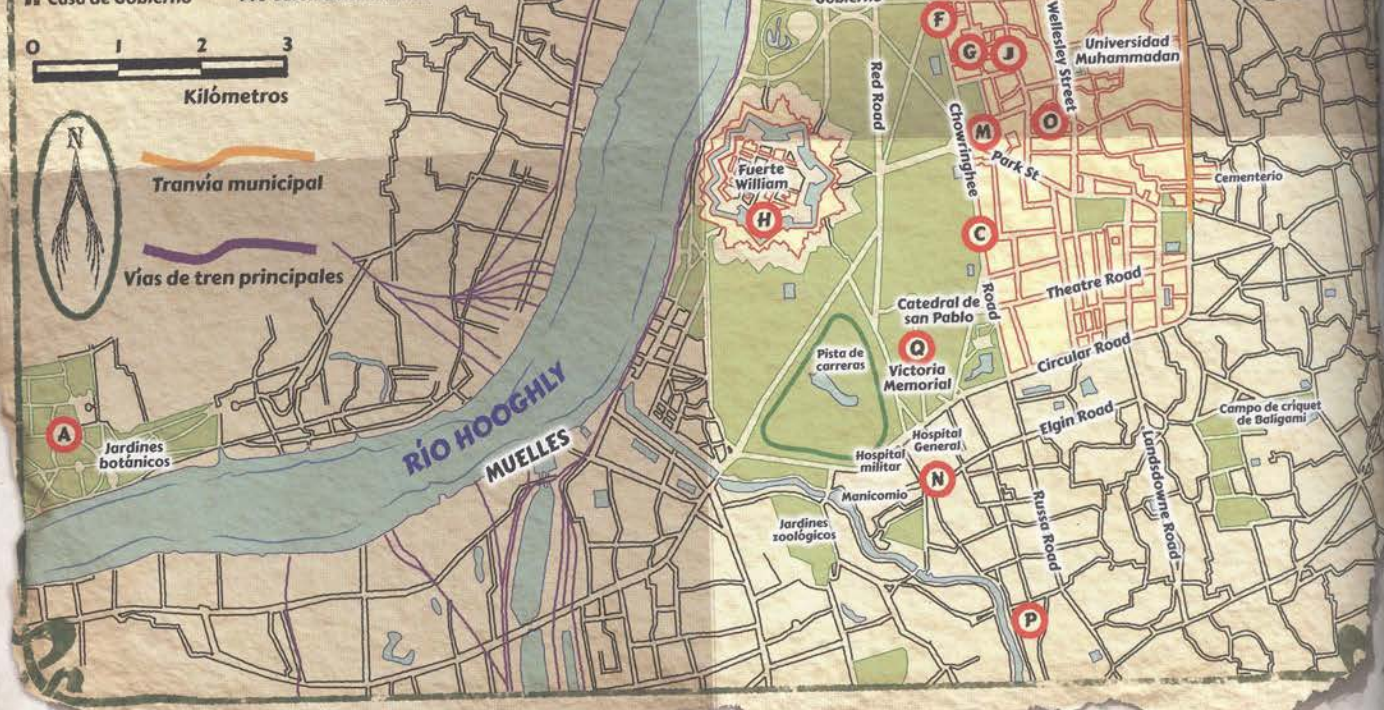 Casa de Gobierno
Gobierno
0 1 2 3
Kilómetros
N
Tranvía municipal
Vías de tren principales
Fuerte
William
H
Red Road
Chowringhee
Road
F
G
J
Wellesley Street
Universidad
Muhammadan
M
O
Park St
Cementerio
C
Theatre Road
Catedral de
san Pablo
Pista de
carreras
Q
Victoria
Memorial
Circular Road
A
Jardines
botánicos
RÍO HOOGHLY
MUELLES
Elgin Road
Campo de críquet
de Baligami
Hospital
General
Hospital
militar
N
Manicomio
Jardines
zoológicos
Russa Road
Landsdowne Road
P